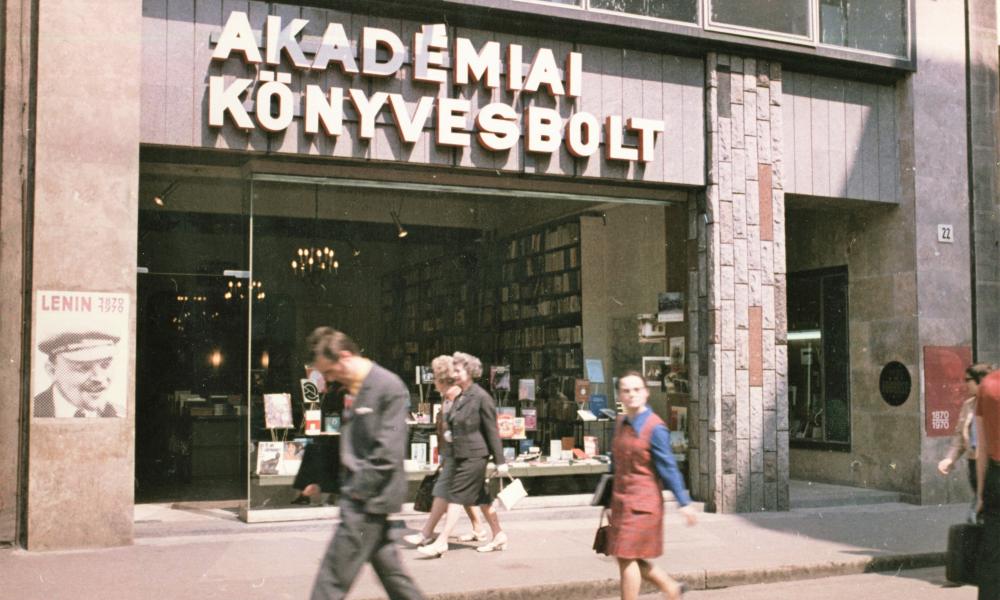 AKADÉMIAI
KÖNYVESBOLT
LENIN 1870
1970
22
1870
1970